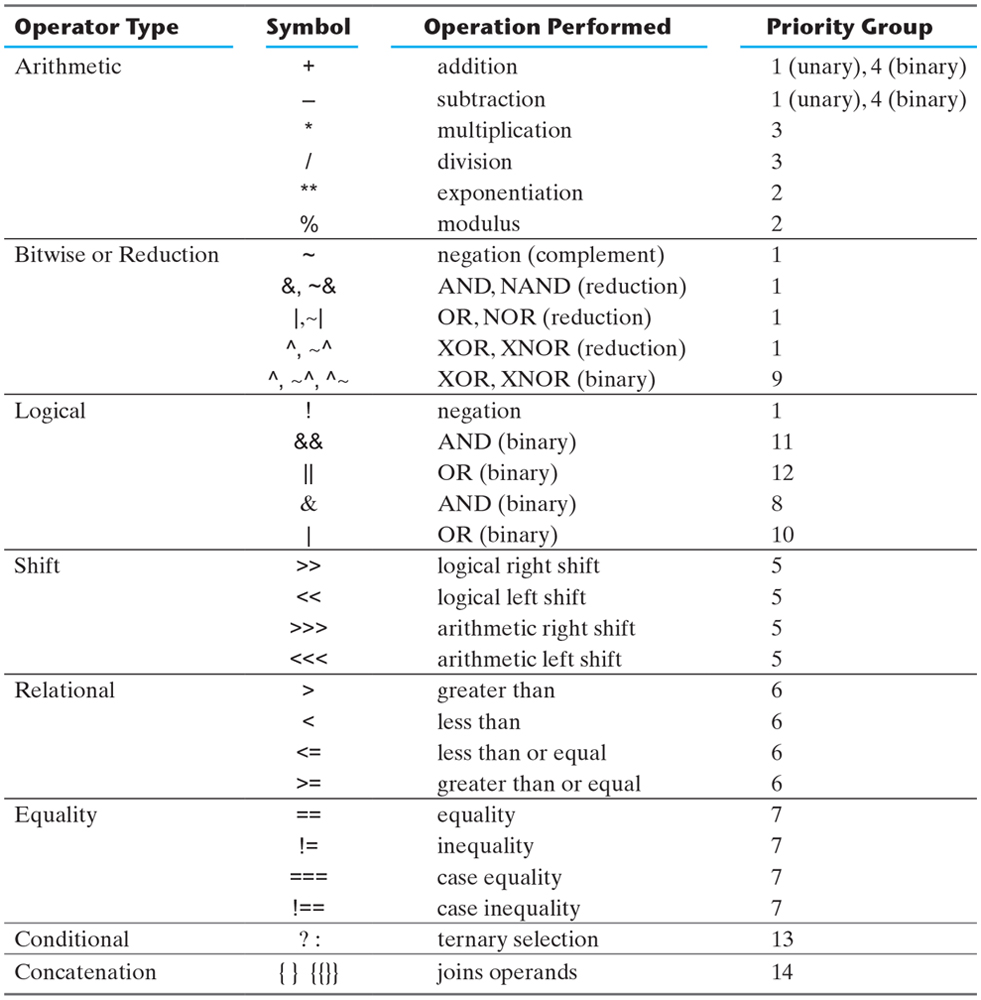 Operator Type Symbol Operation Performed Priority Group
Arithmetic + addition 1 (unary), 4 (binary)
– subtraction 1 (unary), 4 (binary)
* multiplication 3
/ division 3
** exponentiation 2
% modulus 2
Bitwise or Reduction ~ negation (complement) 1
&, ~& AND, NAND (reduction) 1
|,~| OR, NOR (reduction) 1
^, ~^ XOR, XNOR (reduction) 1
^, ~^, ^~ XOR, XNOR (binary) 9
Logical ! negation 1
&& AND (binary) 11
|| OR (binary) 12
& AND (binary) 8
| OR (binary) 10
Shift >> logical right shift 5
<< logical left shift 5
>>> arithmetic right shift 5
<<< arithmetic left shift 5
Relational > greater than 6
< less than 6
<= less than or equal 6
>= greater than or equal 6
Equality == equality 7
!= inequality 7
=== case equality 7
!== case inequality 7
Conditional ? : ternary selection 13
Concatenation { } {{}} joins operands 14